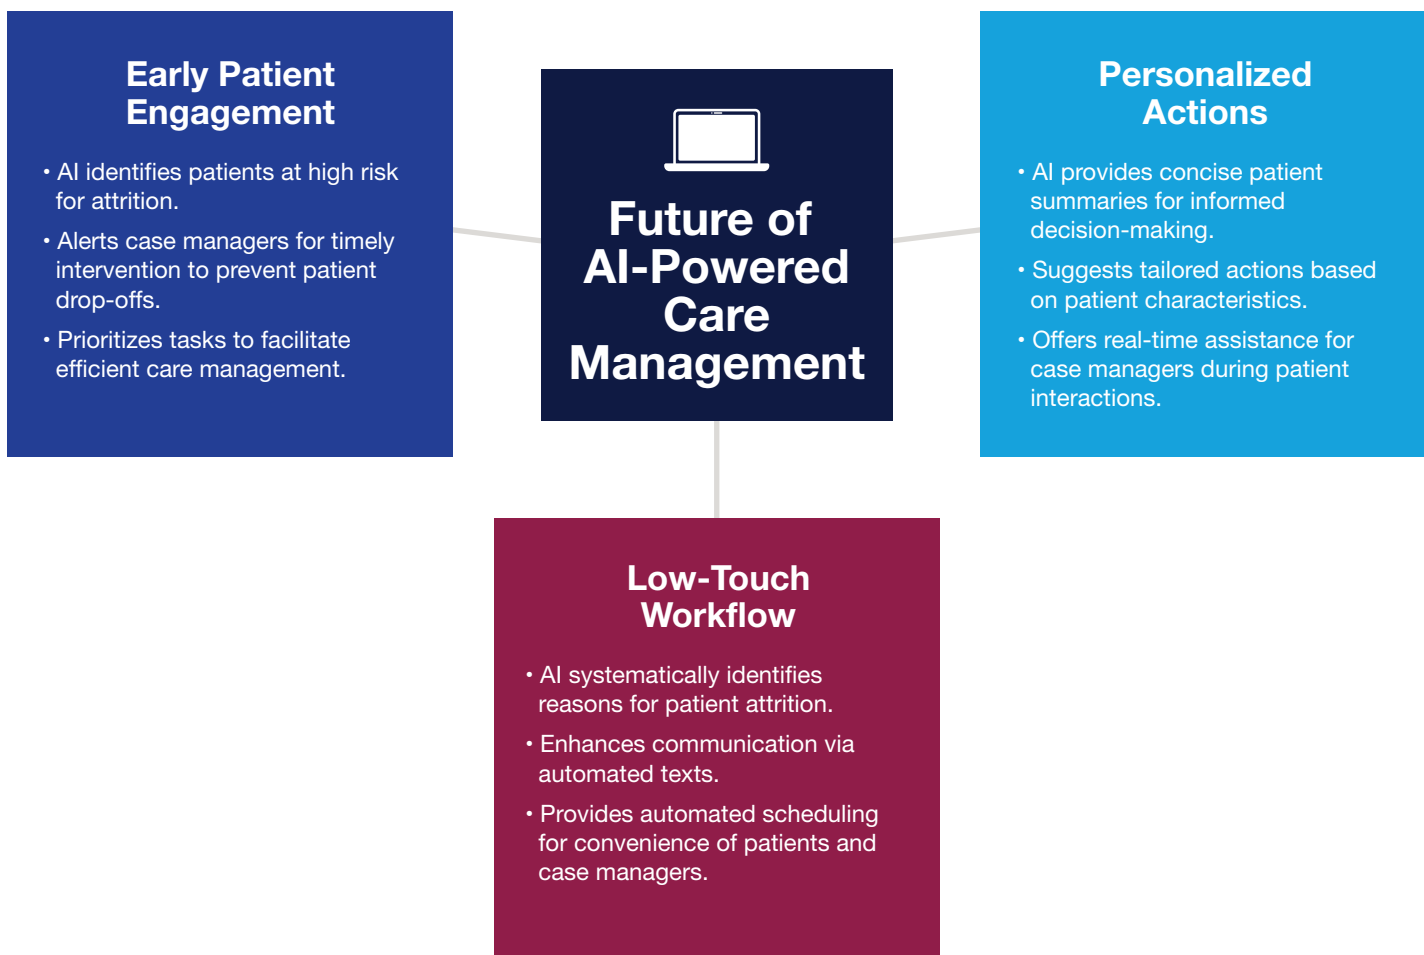 Early Patient
Engagement
• AI identifies patients at high risk
for attrition.
• Alerts case managers for timely
intervention to prevent patient
drop-offs.
• Prioritizes tasks to facilitate
efficient care management.
Future of
AI-Powered
Care
Management
Personalized
Actions
• AI provides concise patient
summaries for informed
decision-making.
• Suggests tailored actions based
on patient characteristics.
• Offers real-time assistance for
case managers during patient
interactions.
Low-Touch
Workflow
• AI systematically identifies
reasons for patient attrition.
• Enhances communication via
automated texts.
• Provides automated scheduling
for convenience of patients and
case managers.